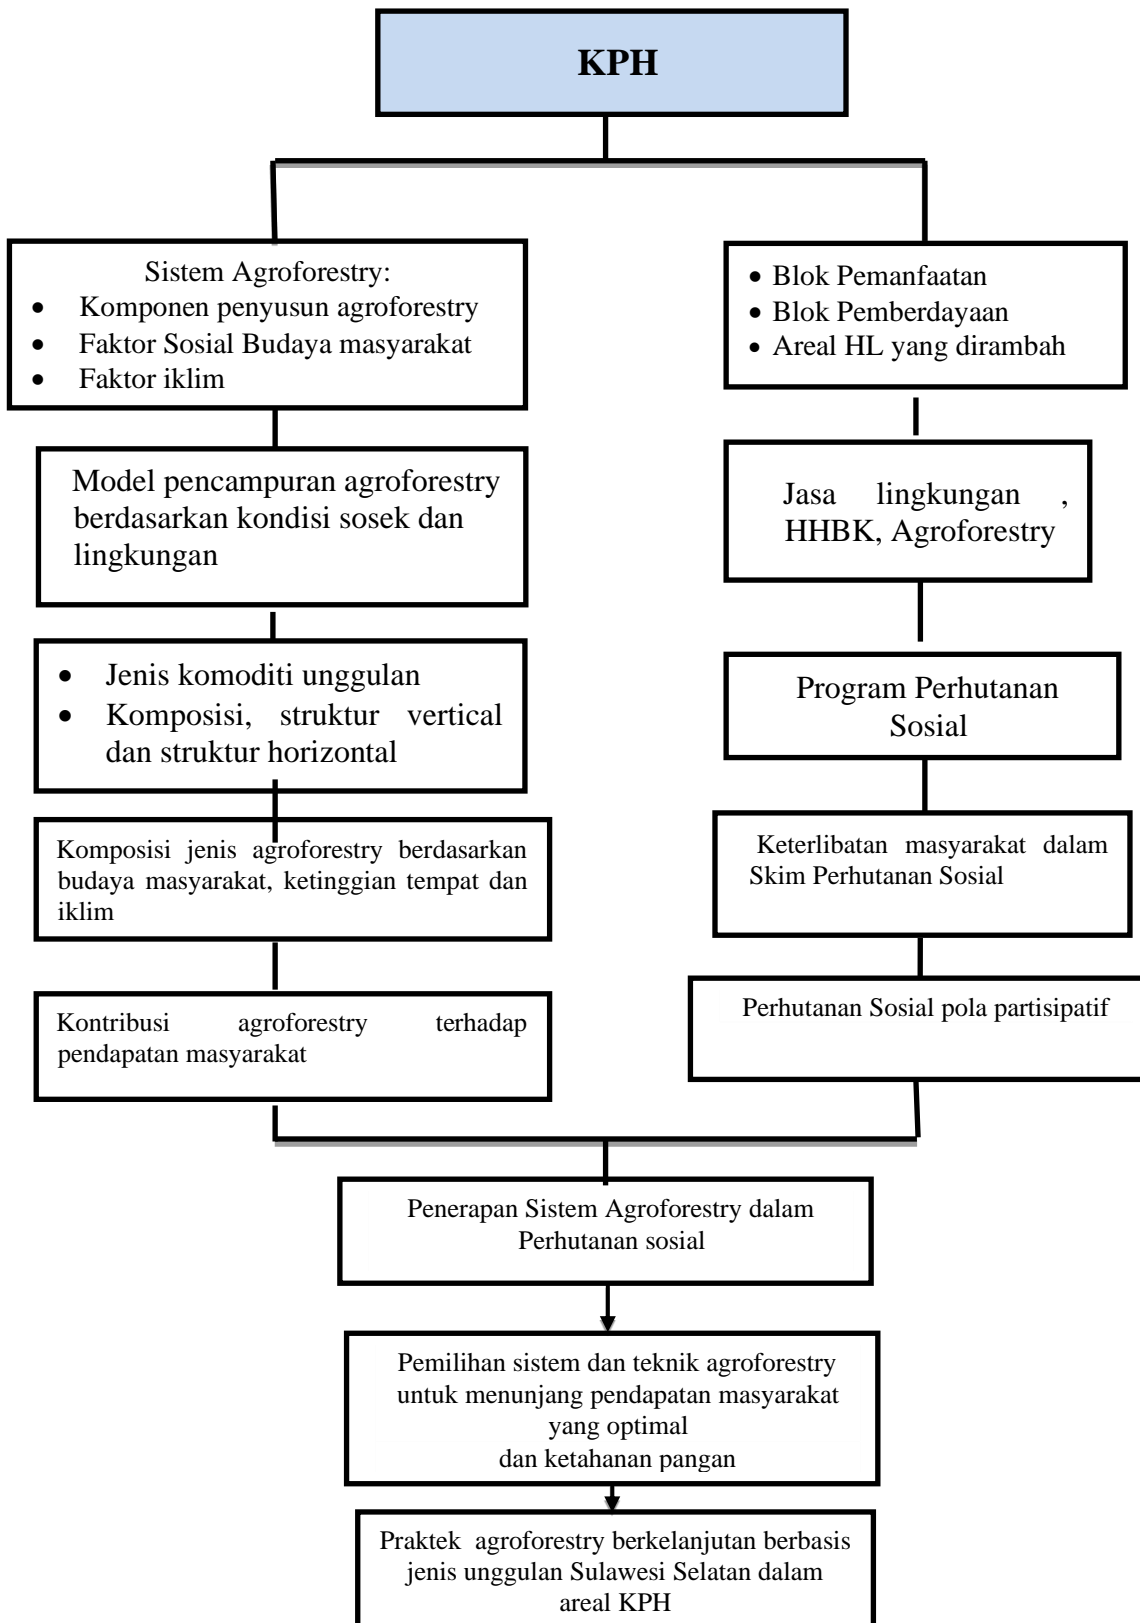 KPH
Sistem Agroforestry:
• Komponen penyusun agroforestry
• Faktor Sosial Budaya masyarakat
• Faktor iklim
Model pencampuran agroforestry
berdasarkan kondisi sosek dan
lingkungan
• Jenis komoditi unggulan
• Komposisi, struktur vertical
dan struktur horizontal
Komposisi jenis agroforestry berdasarkan
budaya masyarakat, ketinggian tempat dan
iklim
Kontribusi agroforestry terhadap
pendapatan masyarakat
• Blok Pemanfaatan
• Blok Pemberdayaan
• Areal HL yang dirambah
Jasa lingkungan ,
HHBK, Agroforestry
Program Perhutanan
Sosial
Keterlibatan masyarakat dalam
Skim Perhutanan Sosial
Perhutanan Sosial pola partisipatif
Penerapan Sistem Agroforestry dalam
Perhutanan sosial
Pemilihan sistem dan teknik agroforestry
untuk menunjang pendapatan masyarakat
yang optimal
dan ketahanan pangan
Praktek agroforestry berkelanjutan berbasis
jenis unggulan Sulawesi Selatan dalam
areal KPH